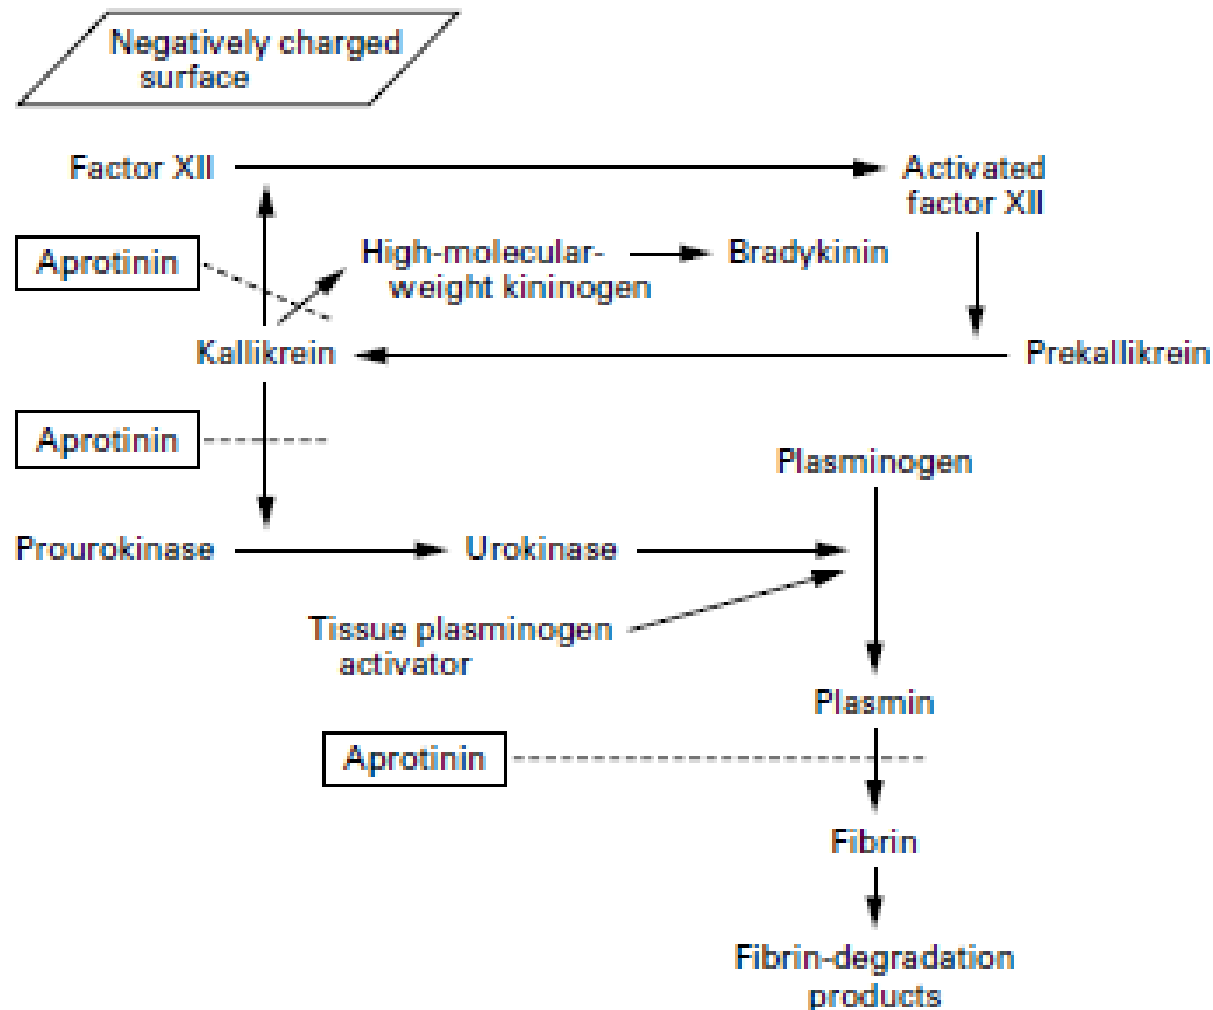 Negatively charged
surface
Factor XII
Activated
factor XII
Aprotinin
High-molecular-
weight kininogen
Bradykinin
Kallikrein
Prekallikrein
Aprotinin
Plasminogen
Prourokinase
Urokinase
Tissue plasminogen
activator
Plasmin
Aprotinin
Fibrin
Fibrin-degradation
products